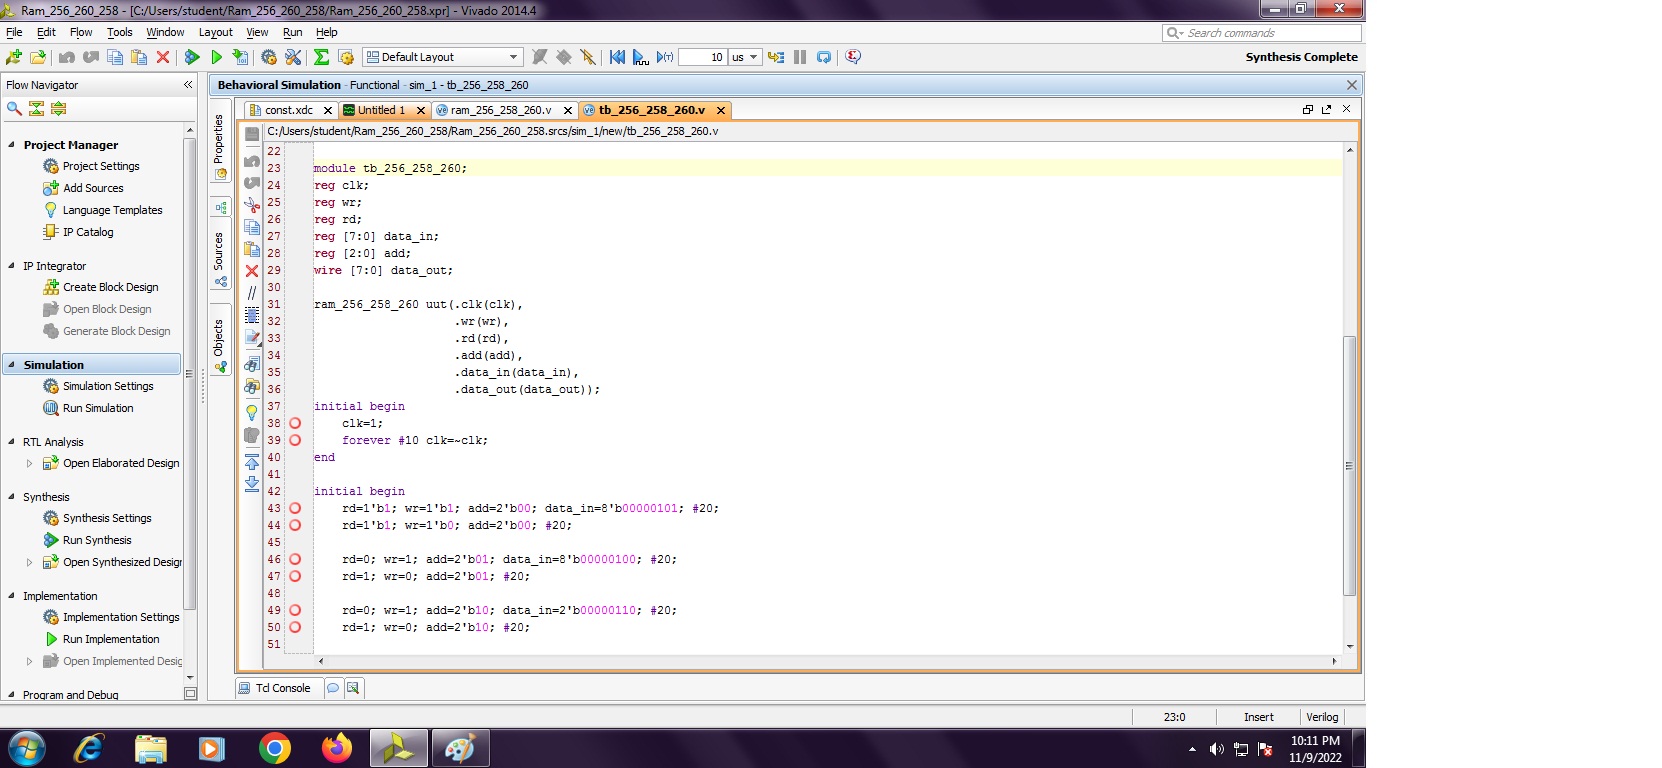 Ram_256_260_258 - [C:/Users/student/Ram_256_260_258/Ram_256_260_258.xpr] - Vivado 2014.4
File Edit Flow Tools Window Layout View Run Help
Search commands
Default Layout
10 us
Synthesis Complete
Flow Navigator
Behavioral Simulation - Functional - sim_1 - tb_256_258_260
const.xdc Untitled 1 ram_256_258_260.v tb_256_258_260.v
C:/Users/student/Ram_256_260_258/Ram_256_260_258.srcs/sim_1/new/tb_256_258_260.v
Project Manager
Project Settings
Add Sources
Language Templates
IP Catalog
IP Integrator
Create Block Design
Open Block Design
Generate Block Design
Simulation
Simulation Settings
Run Simulation
RTL Analysis
Open Elaborated Design
Synthesis
Synthesis Settings
Run Synthesis
Open Synthesized Desigr
Implementation
Implementation Settings
Run Implementation
Open Implemented Desig
Program and Debug
Properties
Sources
Objects
22
23 module tb_256_258_260;
24 reg clk;
25 reg wr;
26 reg rd;
27 reg [7:0] data_in;
28 reg [2:0] add;
29 wire [7:0] data_out;
30
31 ram_256_258_260 uut(.clk(clk),
32 .wr(wr),
33 .rd(rd),
34 .add(add),
35 .data_in(data_in),
36 .data_out(data_out));
37 initial begin
38 clk=1;
39 forever #10 clk=~clk;
40 end
41
42 initial begin
43 rd=1'b1; wr=1'b1; add=2'b00; data_in=8'b00000101; #20;
44 rd=1'b1; wr=1'b0; add=2'b00; #20;
45
46 rd=0; wr=1; add=2'b01; data_in=8'b00000100; #20;
47 rd=1; wr=0; add=2'b01; #20;
48
49 rd=0; wr=1; add=2'b10; data_in=2'b00000110; #20;
50 rd=1; wr=0; add=2'b10; #20;
51
Tcl Console
23:0 Insert Verilog
10:11 PM
11/9/2022